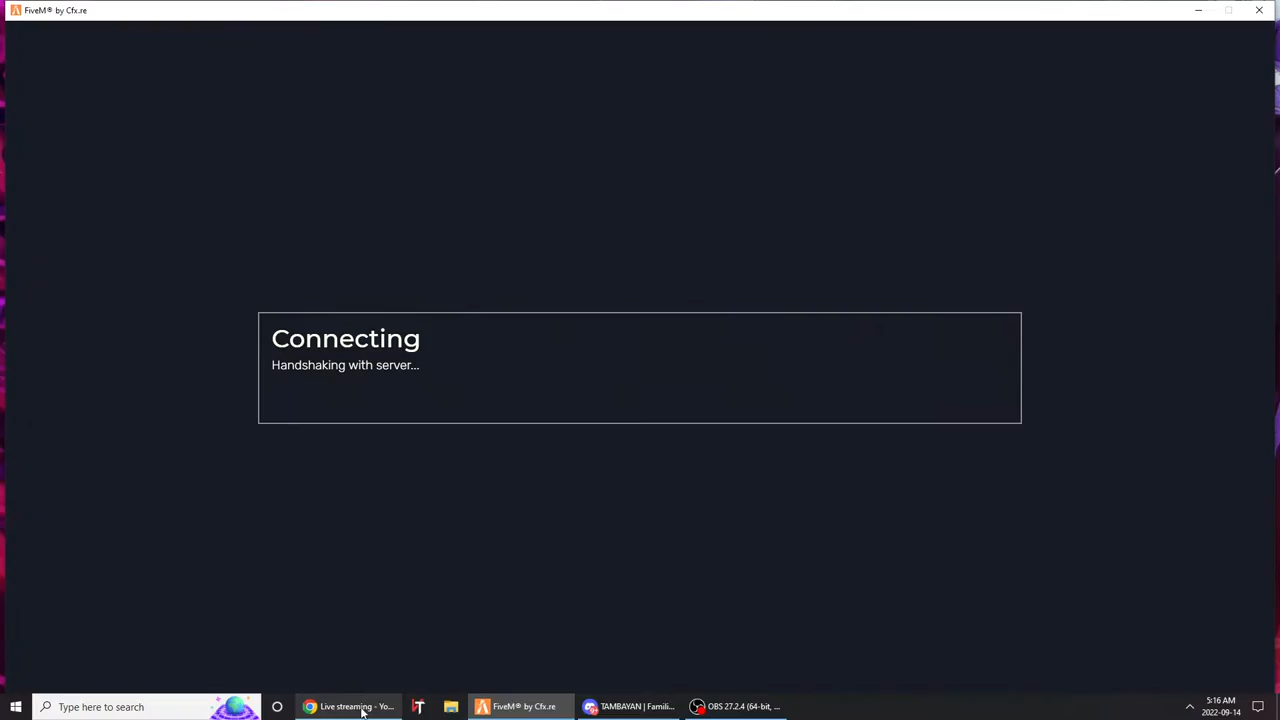 FiveM® by Cfx.re
Connecting
Handshaking with server...
Type here to search
Live streaming - Yo...
FiveM® by Cfx.re
TAMBAYAN | Famili...
OBS 27.2.4 (64-bit, ...
5:16 AM
2022-09-14